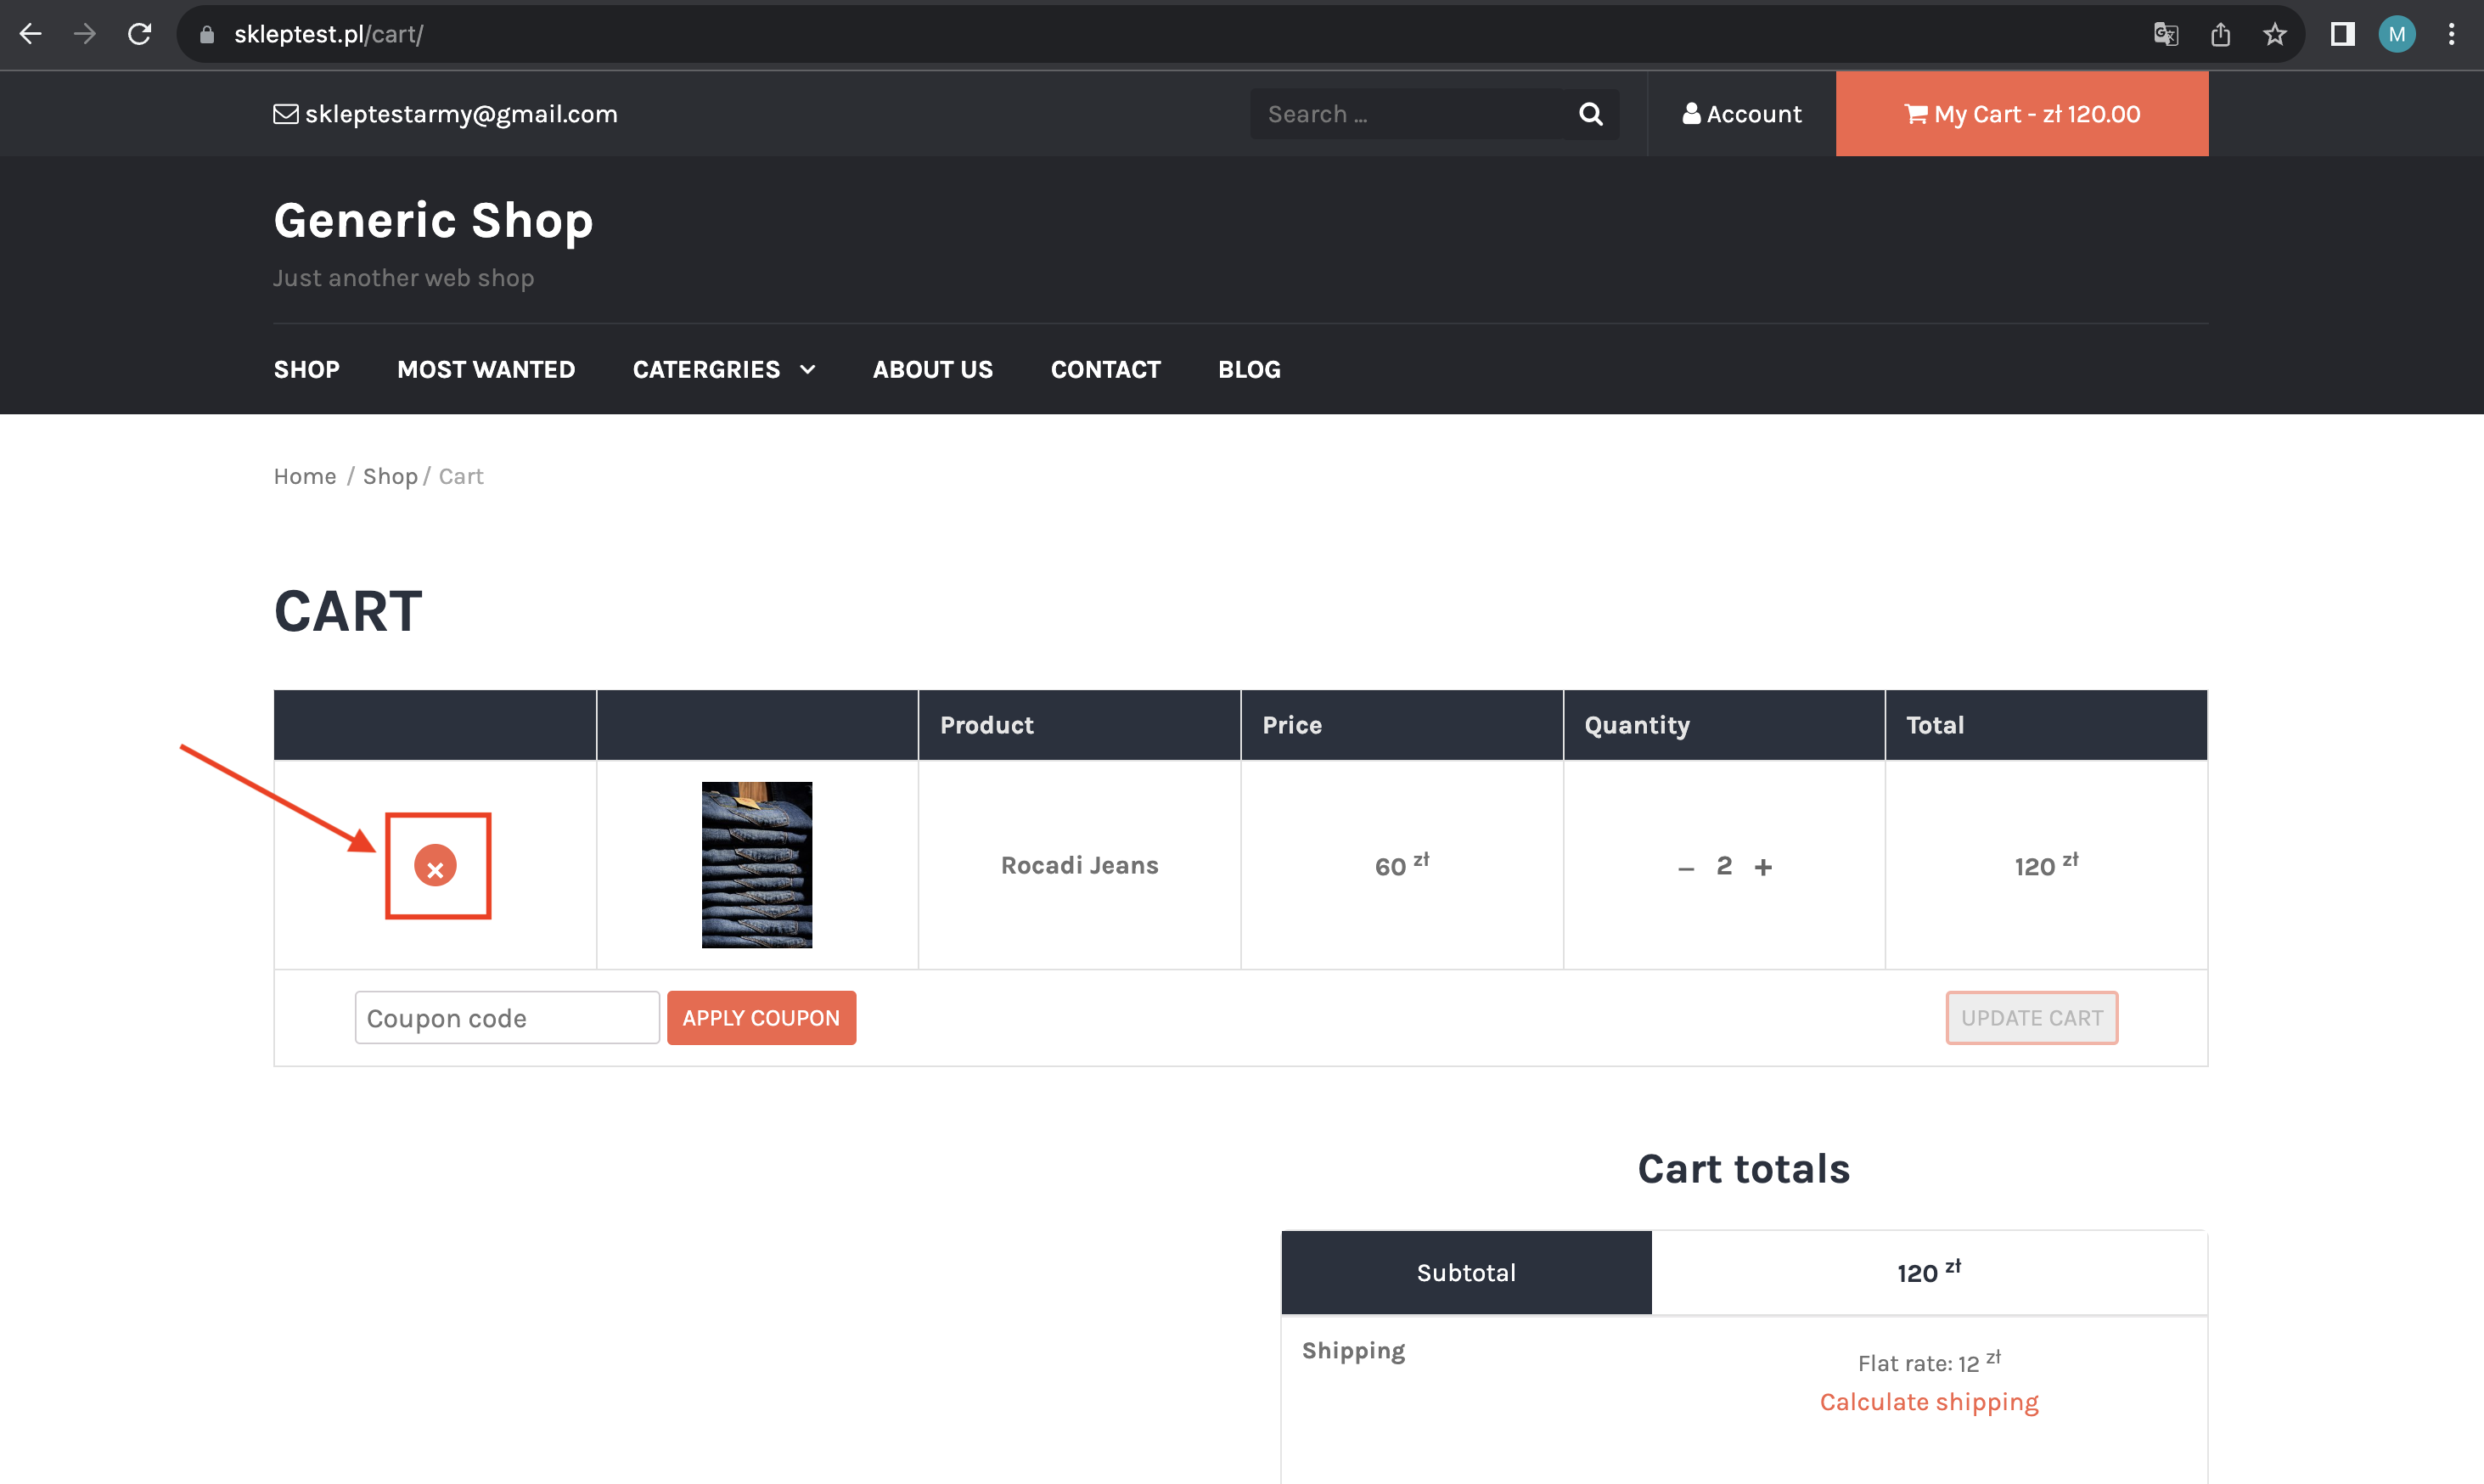 skleptest.pl/cart/
M
skleptestarmy@gmail.com
Search ...
Account
My Cart - zł 120.00
Generic Shop
Just another web shop
SHOP MOST WANTED CATERGRIES ABOUT US CONTACT BLOG
Home / Shop / Cart
CART
Product Price Quantity Total
Rocadi Jeans 60 zł – 2 + 120 zł
Coupon code APPLY COUPON UPDATE CART
Cart totals
Subtotal 120 zł
Shipping Flat rate: 12 zł
Calculate shipping